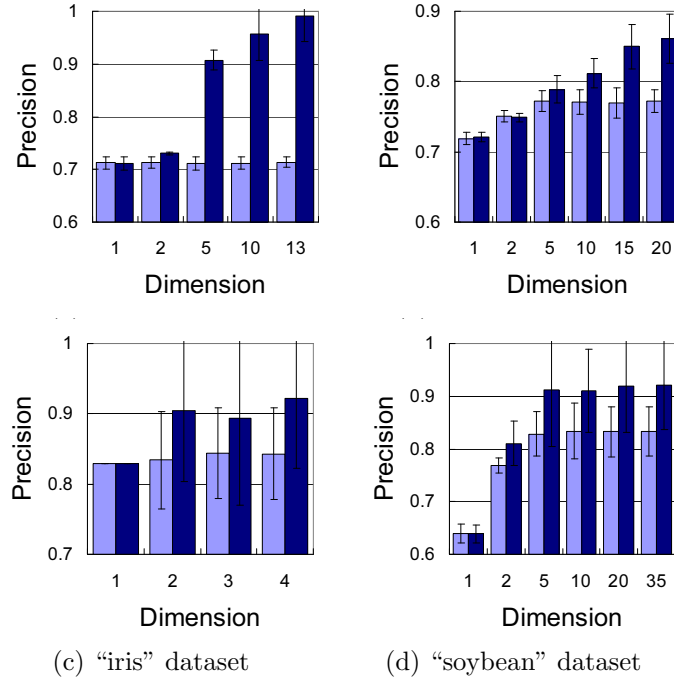 1
0.9
0.8
0.7
0.6
Precision
1 2 5 10 13
Dimension
0.9
0.8
0.7
0.6
Precision
1 2 5 10 15 20
Dimension
1
0.9
0.8
0.7
Precision
1 2 3 4
Dimension
(c) “iris” dataset
1
0.9
0.8
0.7
0.6
Precision
1 2 5 10 20 35
Dimension
(d) “soybean” dataset